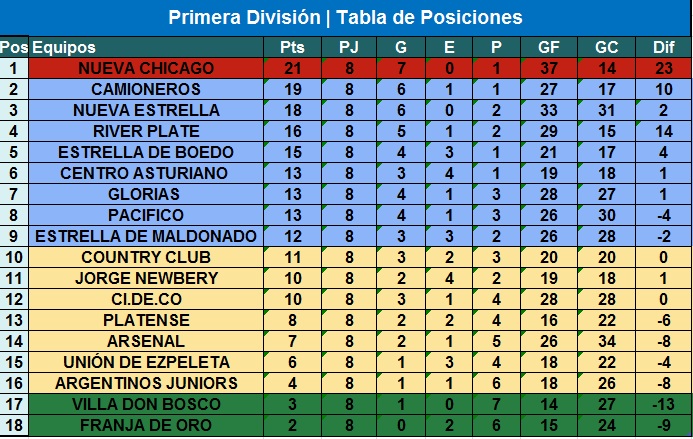 Primera División | Tabla de Posiciones
Pos Equipos Pts PJ G E P GF GC Dif
1 NUEVA CHICAGO 21 8 7 0 1 37 14 23
2 CAMIONEROS 19 8 6 1 1 27 17 10
3 NUEVA ESTRELLA 18 8 6 0 2 33 31 2
4 RIVER PLATE 16 8 5 1 2 29 15 14
5 ESTRELLA DE BOEDO 15 8 4 3 1 21 17 4
6 CENTRO ASTURIANO 13 8 3 4 1 19 18 1
7 GLORIAS 13 8 4 1 3 28 27 1
8 PACIFICO 13 8 4 1 3 26 30 -4
9 ESTRELLA DE MALDONADO 12 8 3 3 2 26 28 -2
10 COUNTRY CLUB 11 8 3 2 3 20 20 0
11 JORGE NEWBERY 10 8 2 4 2 19 18 1
12 CI.DE.CO 10 8 3 1 4 28 28 0
13 PLATENSE 8 8 2 2 4 16 22 -6
14 ARSENAL 7 8 2 1 5 26 34 -8
15 UNIÓN DE EZPELETA 6 8 1 3 4 18 22 -4
16 ARGENTINOS JUNIORS 4 8 1 1 6 18 26 -8
17 VILLA DON BOSCO 3 8 1 0 7 14 27 -13
18 FRANJA DE ORO 2 8 0 2 6 15 24 -9